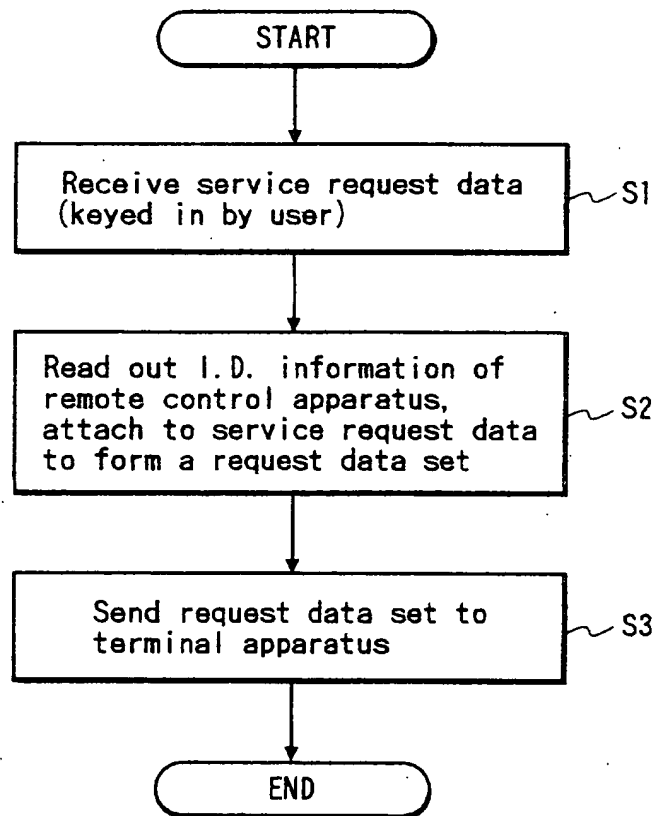 START
Receive service request data
(keyed in by user)
S1
Read out I.D. information of
remote control apparatus,
attach to service request data
to form a request data set
S2
Send request data set to
terminal apparatus
S3
END